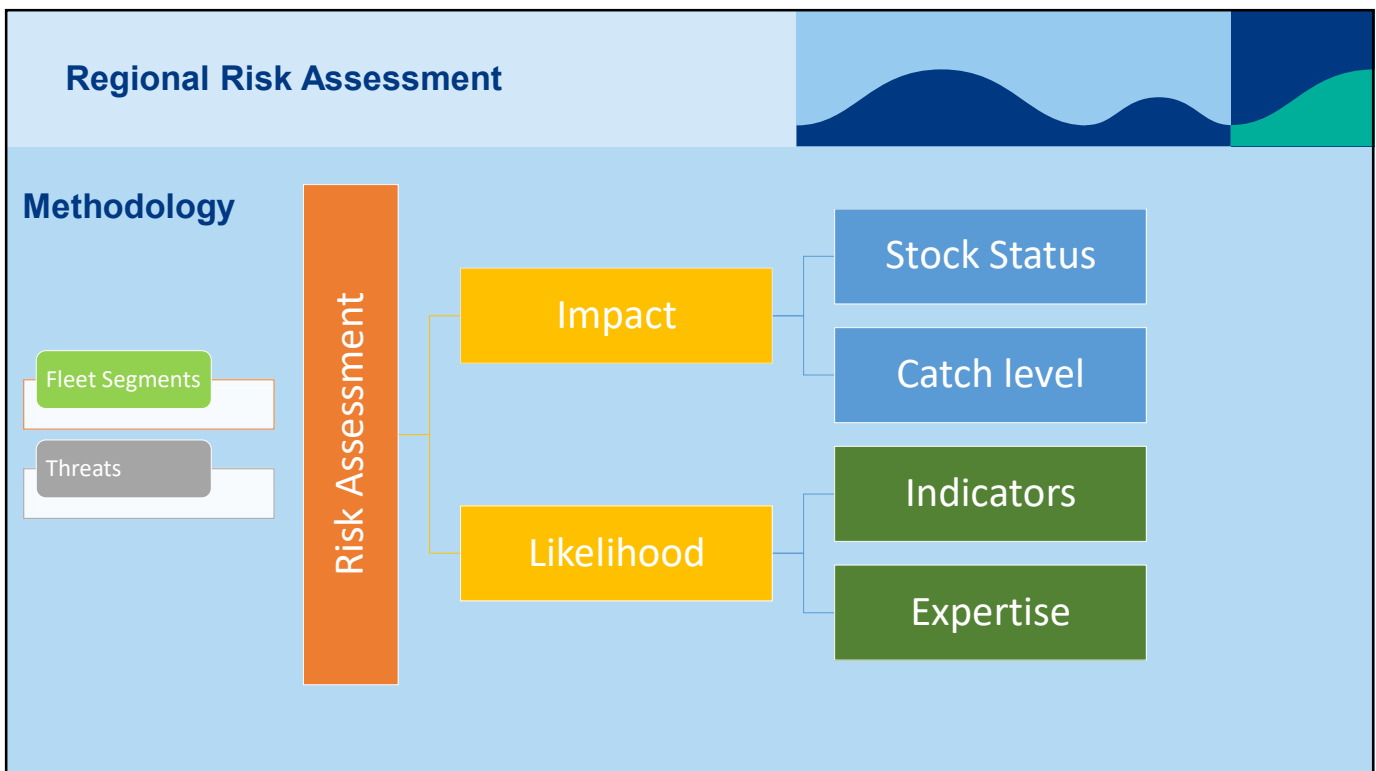 Regional Risk Assessment
Methodology
Fleet Segments
Threats
Risk Assessment
Impact
Likelihood
Stock Status
Catch level
Indicators
Expertise